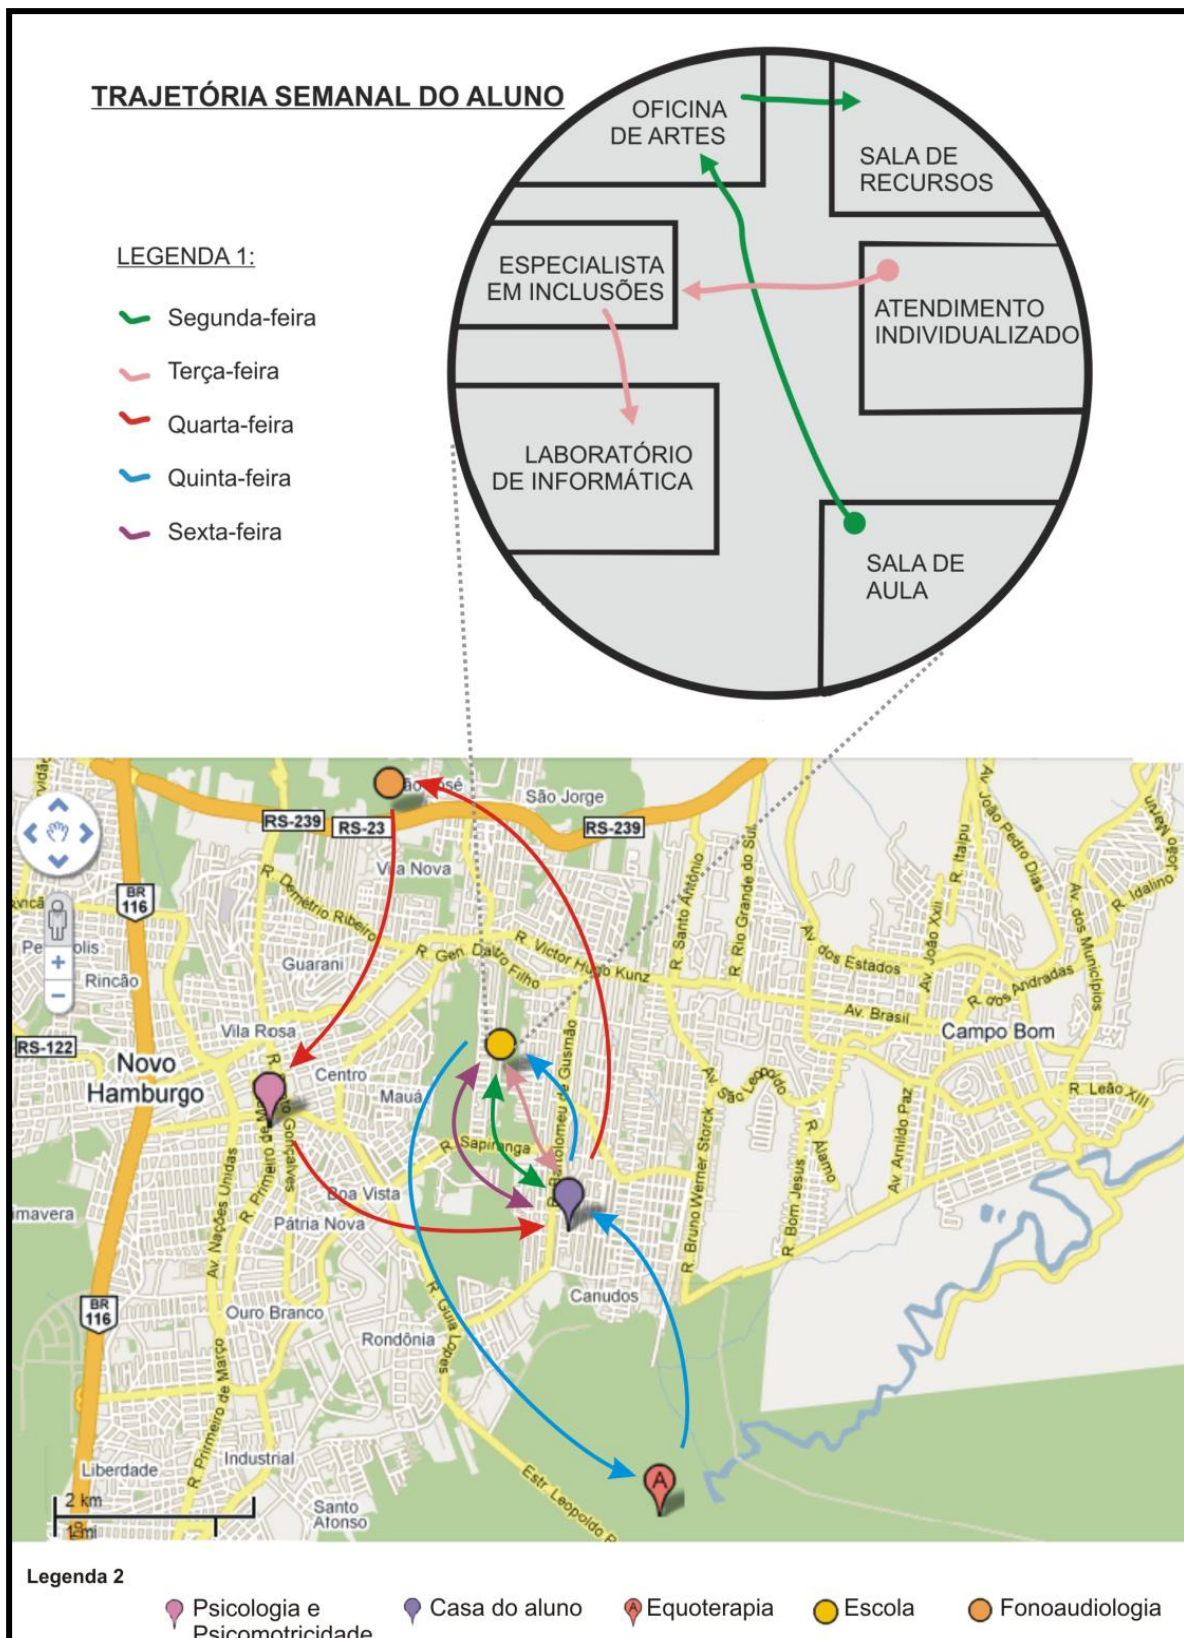 TRAJETÓRIA SEMANAL DO ALUNO
OFICINA
DE ARTES
SALA DE
RECURSOS
LEGENDA 1:
ESPECIALISTA
EM INCLUSÕES
ATENDIMENTO
INDIVIDUALIZADO
Segunda-feira
Terça-feira
Quarta-feira
Quinta-feira
Sexta-feira
LABORATÓRIO
DE INFORMÁTICA
SALA DE
AULA
São Jorge
RS-239
RS-23
RS-239
Vila Nova
BR
116
R. Demétrio Ribeiro
Guarani
Rincão
R. Victor Hugo Kunz
R. Santo Antônio
R. Rio Grande do Sul
Av. dos Estados
Av. João XXIII
R. Itaipu
Av. João Pedro Dias
Av. dos Municípios
R. Idalino
R. dos Andradas
Av. Brasil
Campo Bom
Vila Rosa
RS-122
Novo
Hamburgo
Centro
Mauá
R. Leão XIII
Av. São Leopoldo
R. Álamo
Av. Arnildo Paz
R. Bom Jesus
R. Bruno Werner Storck
R. Sapiranga
Boa Vista
Pátria Nova
Av. Nações Unidas
Canudos
BR
116
Ouro Branco
Rondônia
R. Guia Lopes
R. Primeiro de Março
Industrial
Liberdade
Santo
Afonso
Estr. Leopoldo P
2 km
1 mi
A
Legenda 2
Psicologia e
Psicomotricidade
Casa do aluno
A
Equoterapia
Escola
Fonoaudiologia